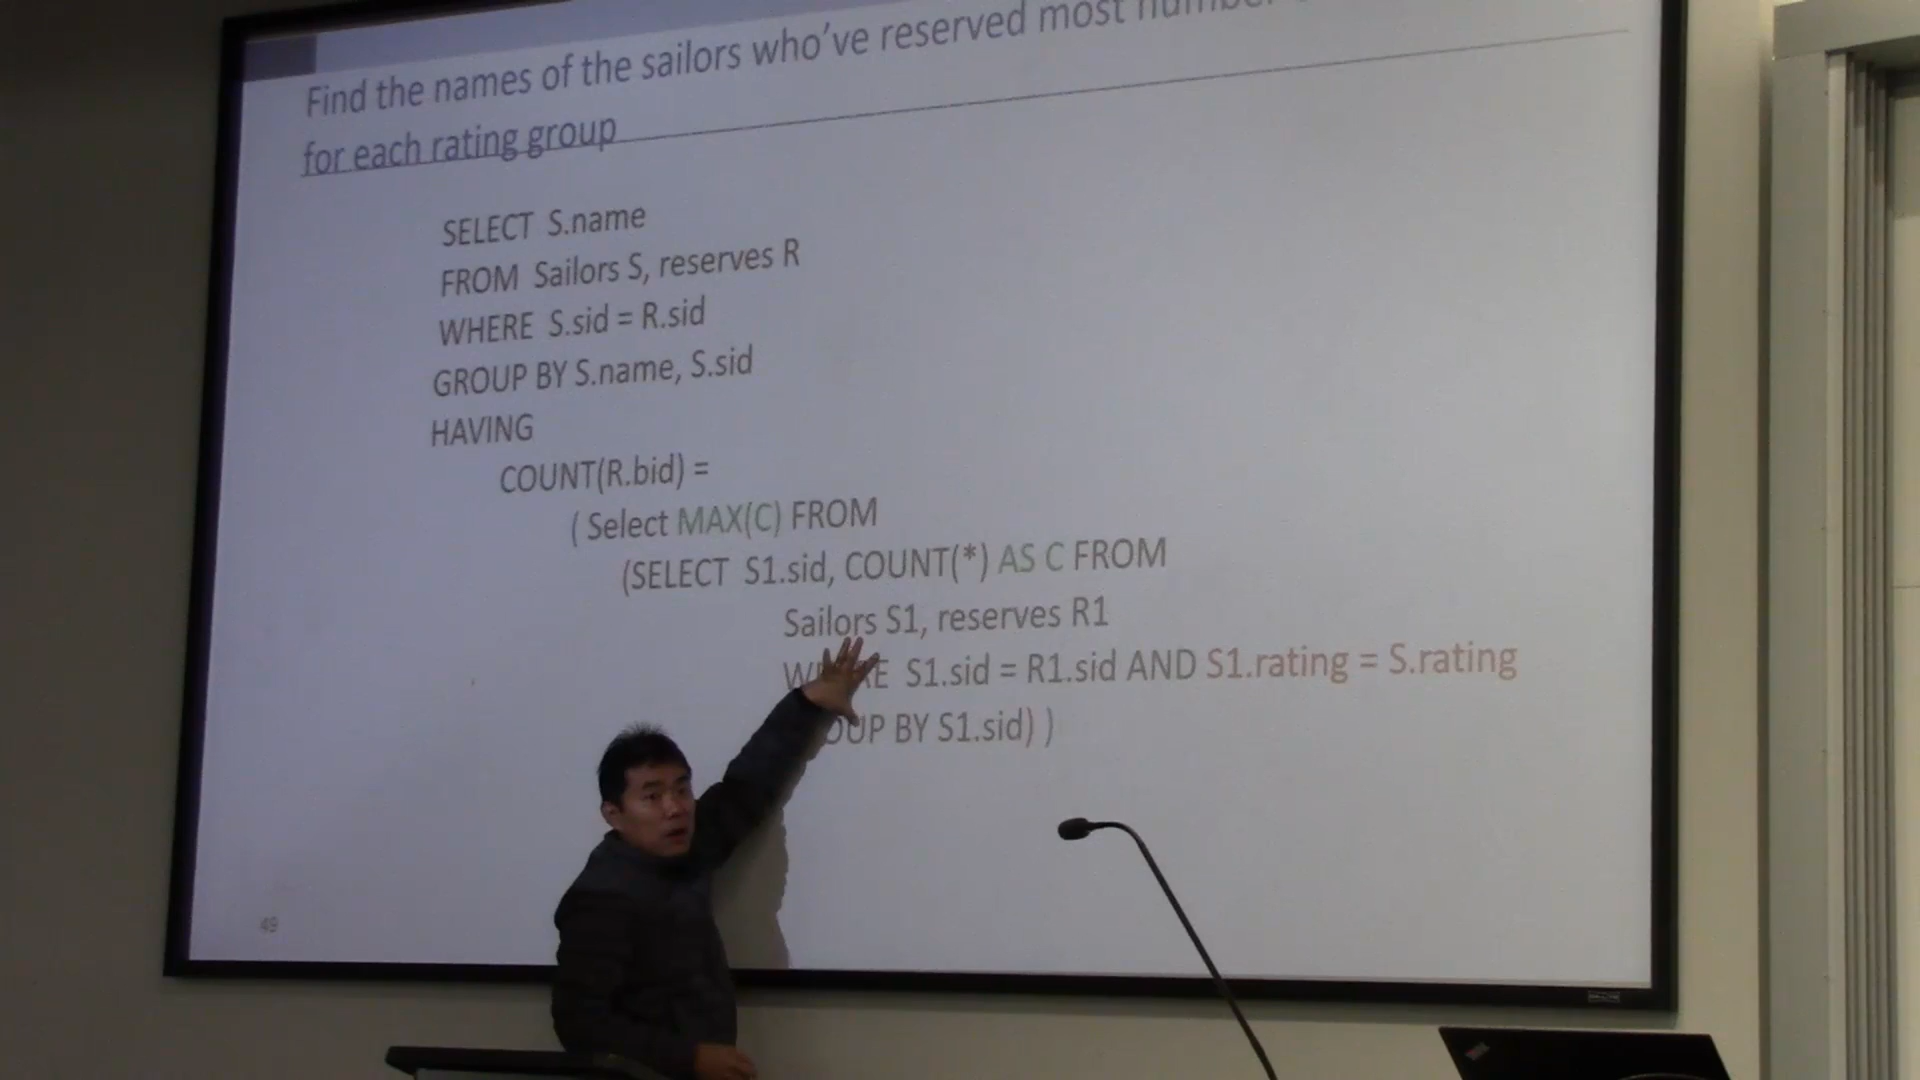 Find the names of the sailors who've reserved most number
for each rating group
SELECT S.name
FROM Sailors S, reserves R
WHERE S.sid = R.sid
GROUP BY S.name, S.sid
HAVING
COUNT(R.bid) =
( Select MAX(C) FROM
(SELECT S1.sid, COUNT(*) AS C FROM
Sailors S1, reserves R1
WHERE S1.sid = R1.sid AND S1.rating = S.rating
OUP BY S1.sid) )
49